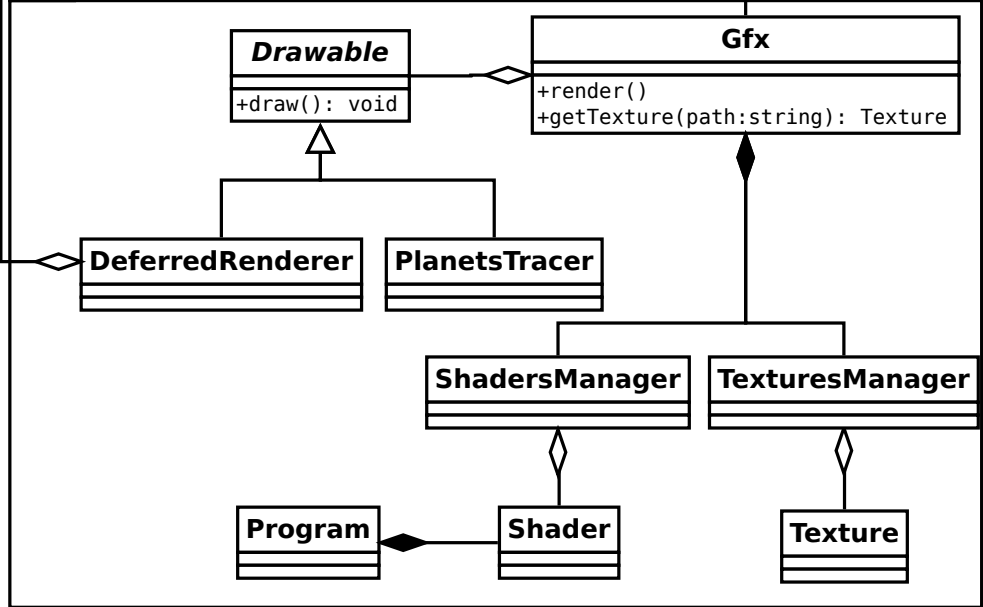 Drawable
+draw(): void
Gfx
+render()
+getTexture(path:string): Texture
DeferredRenderer
PlanetsTracer
ShadersManager
TexturesManager
Program
Shader
Texture